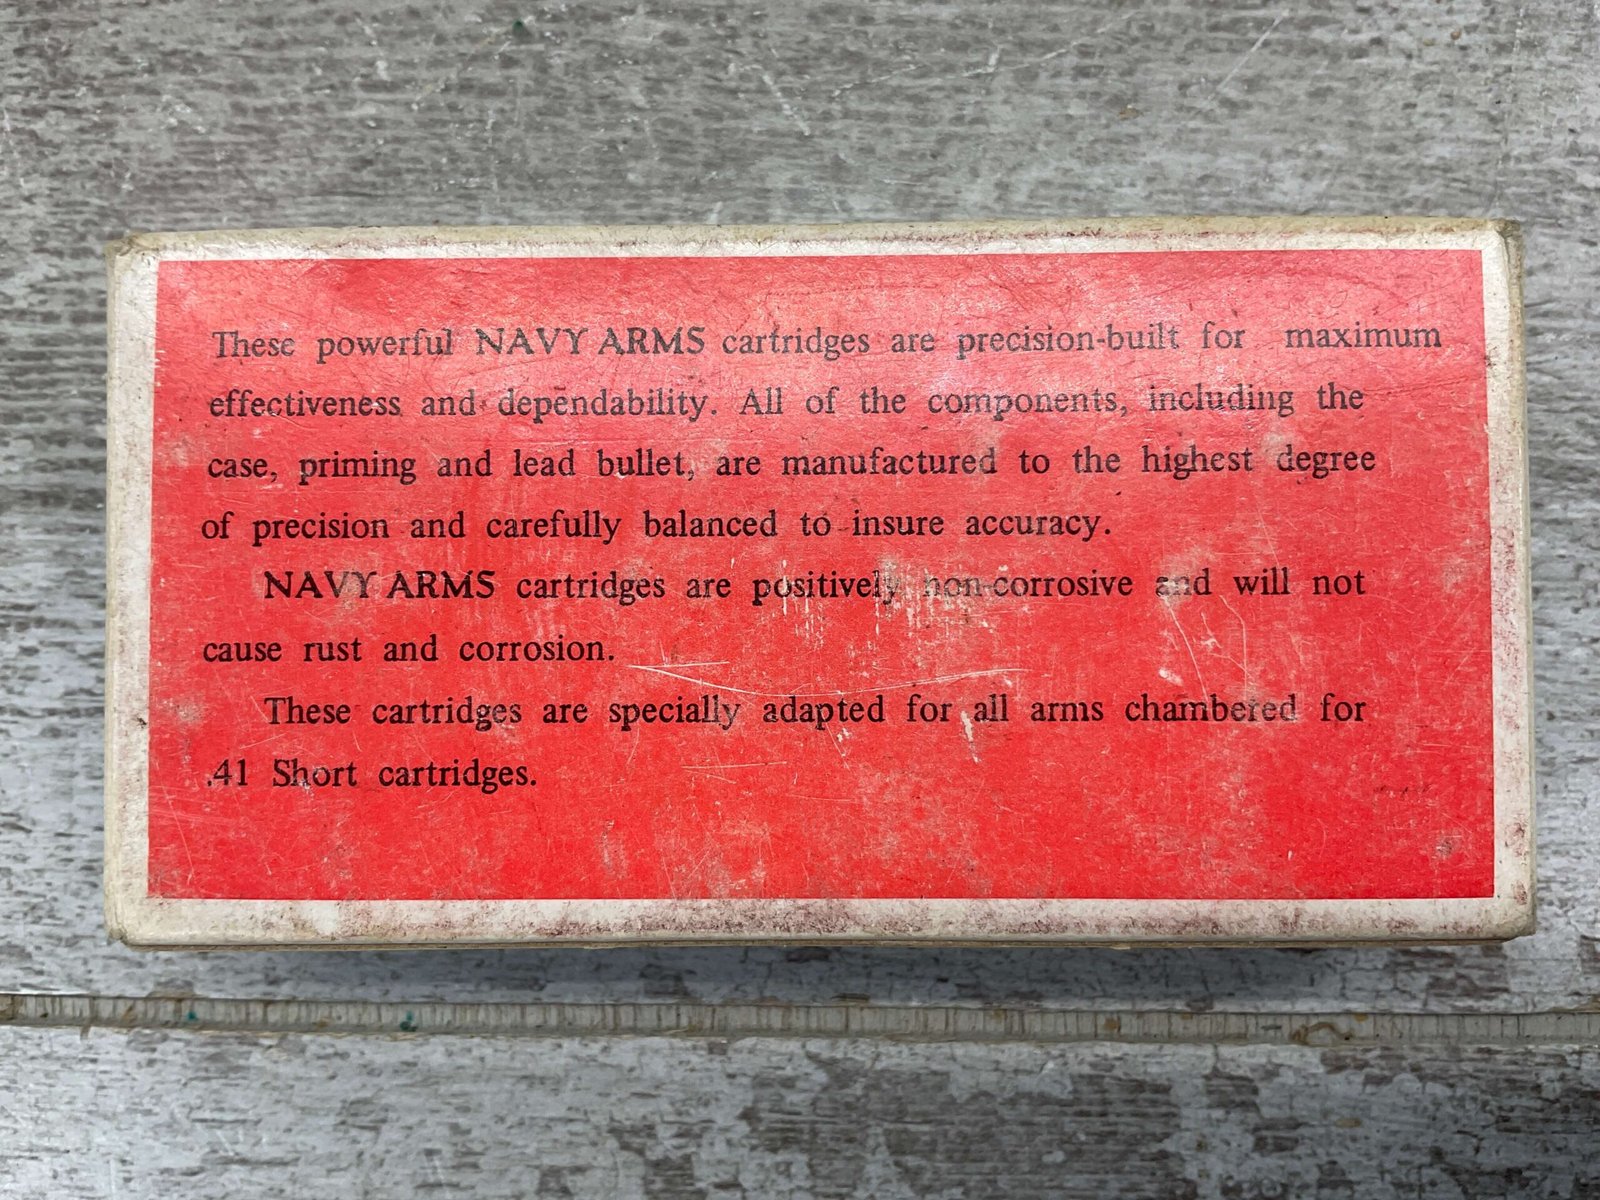 These powerful NAVY ARMS cartridges are precision-built for maximum
effectiveness and dependability. All of the components, including the
case, priming and lead bullet, are manufactured to the highest degree
of precision and carefully balanced to insure accuracy.
NAVY ARMS cartridges are positively non-corrosive and will not
cause rust and corrosion.
These cartridges are specially adapted for all arms chambered for
.41 Short cartridges.